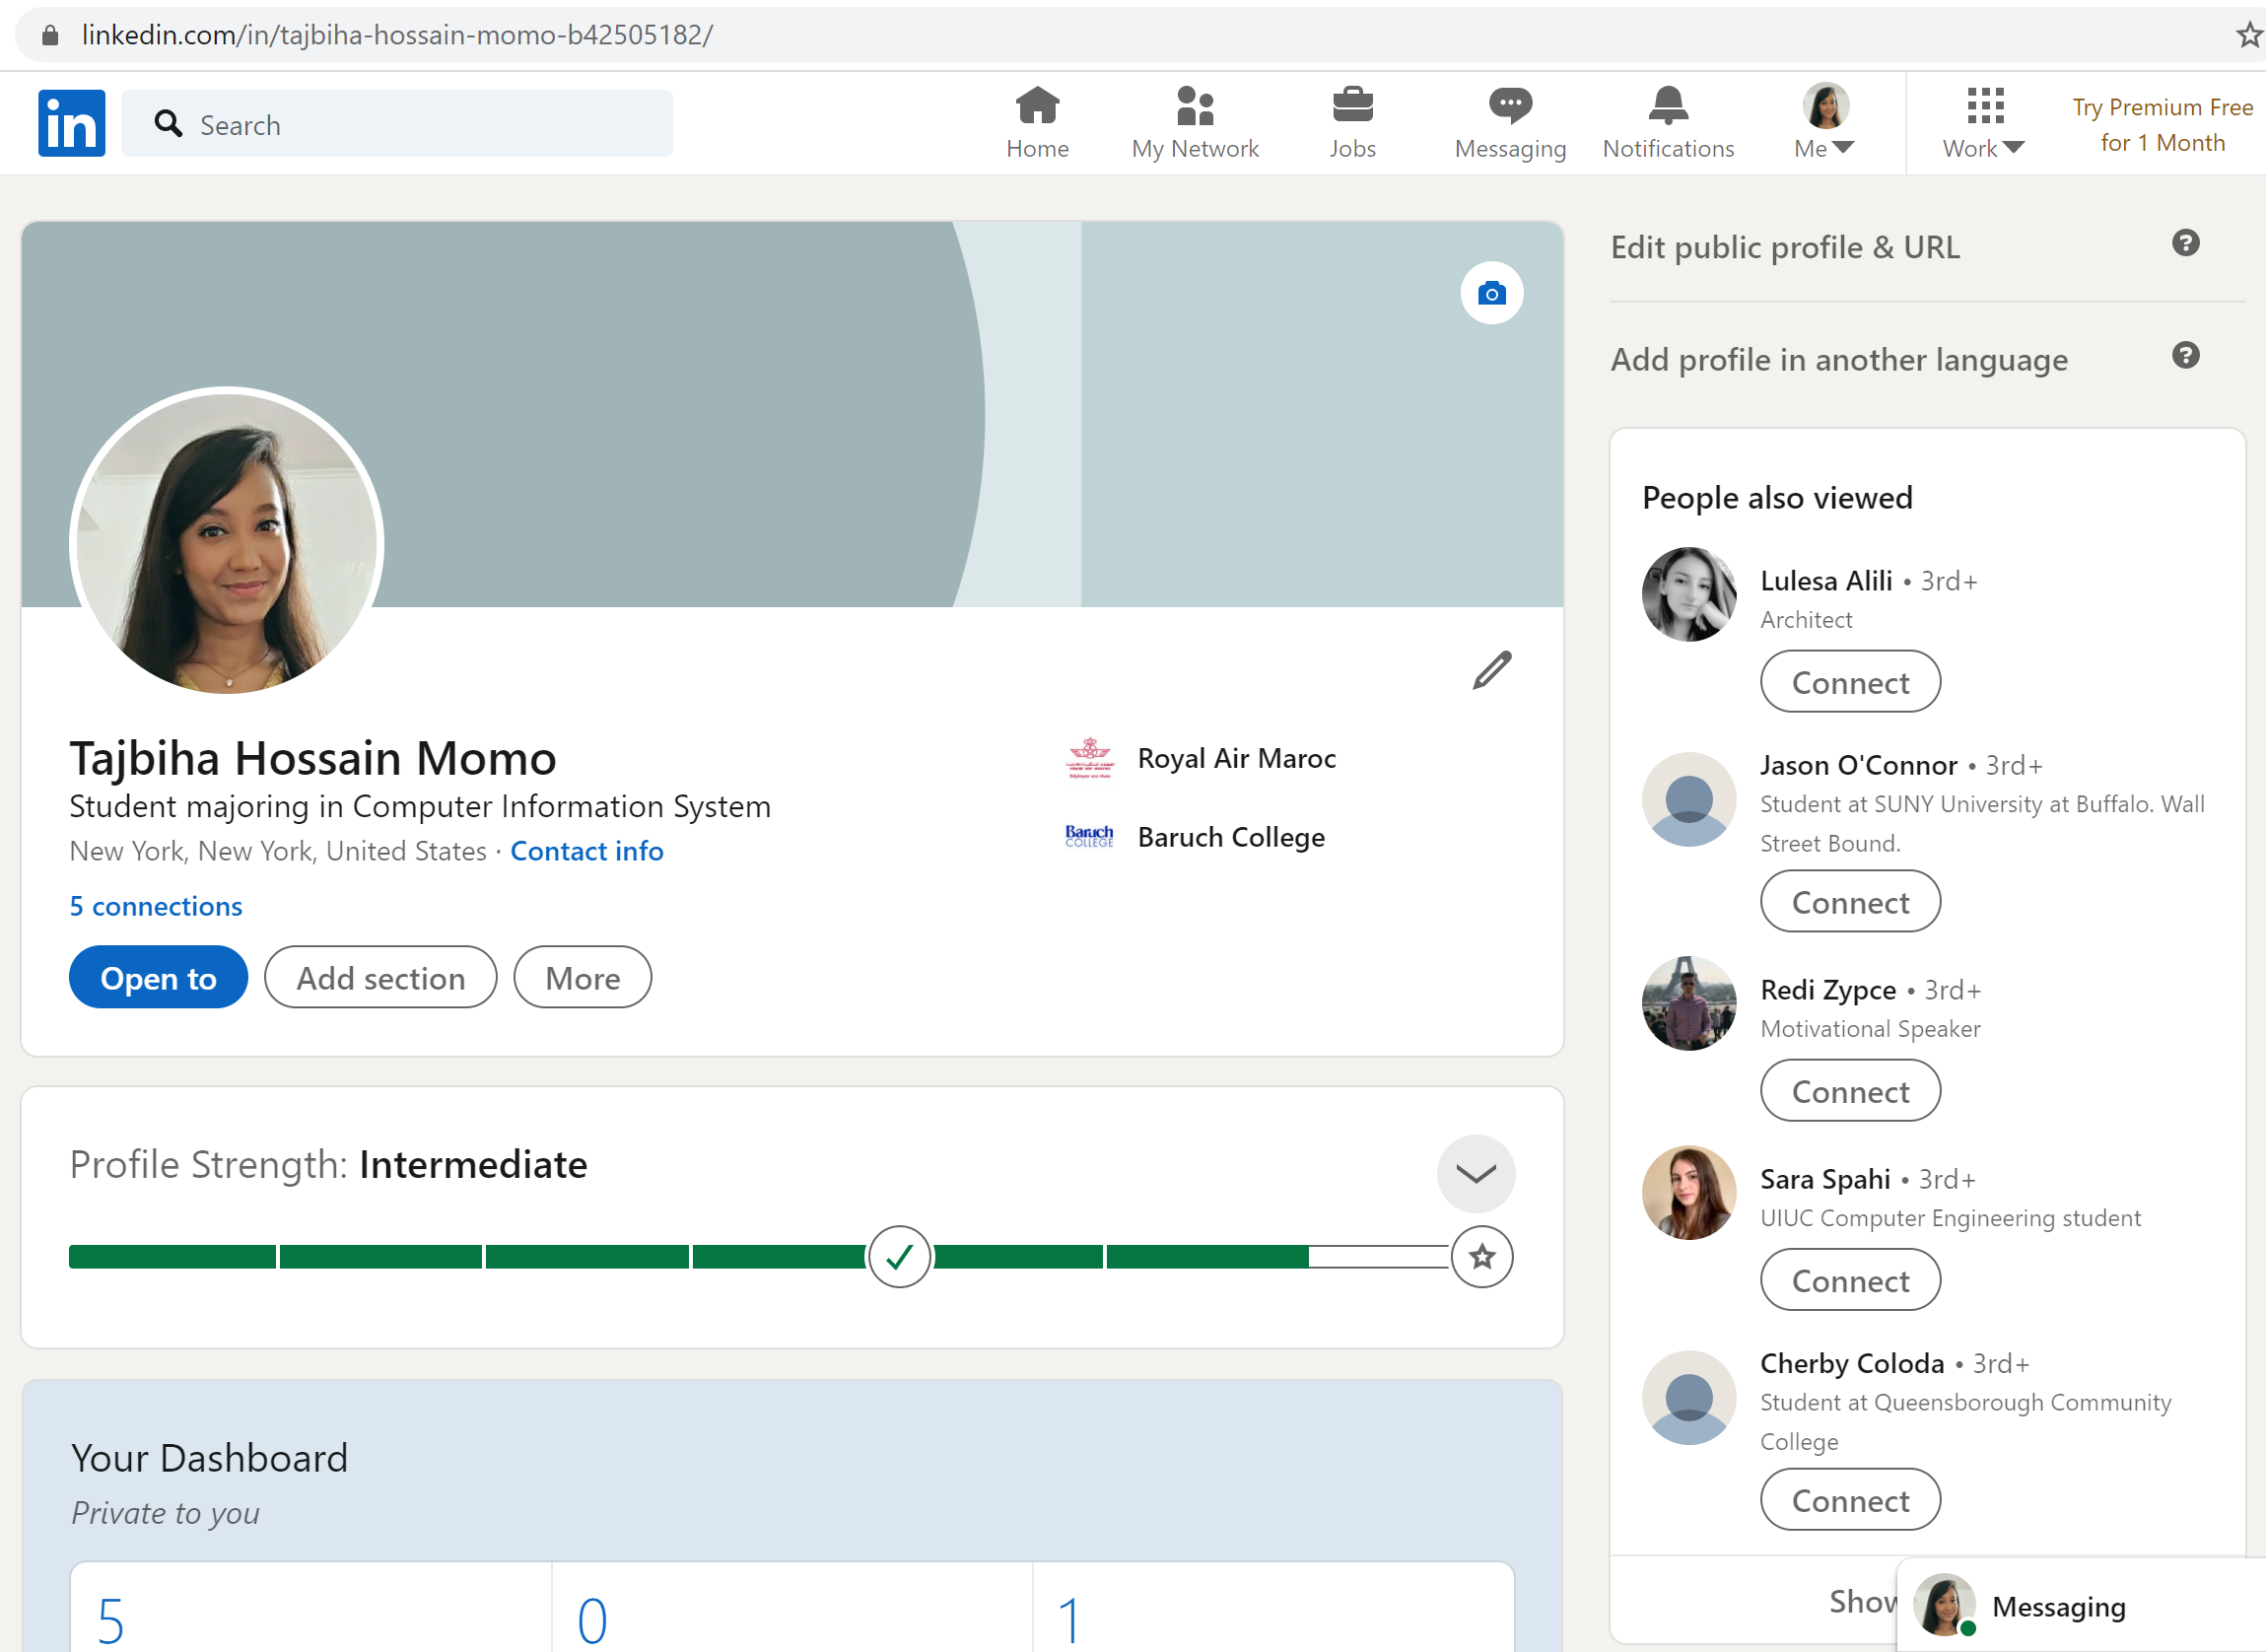 linkedin.com/in/tajbiha-hossain-momo-b42505182/
in
Search
Home
My Network
Jobs
Messaging
Notifications
Me
Work
Try Premium Free
for 1 Month
Tajbiha Hossain Momo
Student majoring in Computer Information System
New York, New York, United States · Contact info
5 connections
Open to
Add section
More
Royal Air Maroc
Baruch
COLLEGE
Baruch College
Profile Strength: Intermediate
Your Dashboard
Private to you
5
0
1
Edit public profile & URL
Add profile in another language
People also viewed
Lulesa Alili • 3rd+
Architect
Connect
Jason O'Connor • 3rd+
Student at SUNY University at Buffalo. Wall
Street Bound.
Connect
Redi Zypce • 3rd+
Motivational Speaker
Connect
Sara Spahi • 3rd+
UIUC Computer Engineering student
Connect
Cherby Coloda • 3rd+
Student at Queensborough Community
College
Connect
Show
Messaging